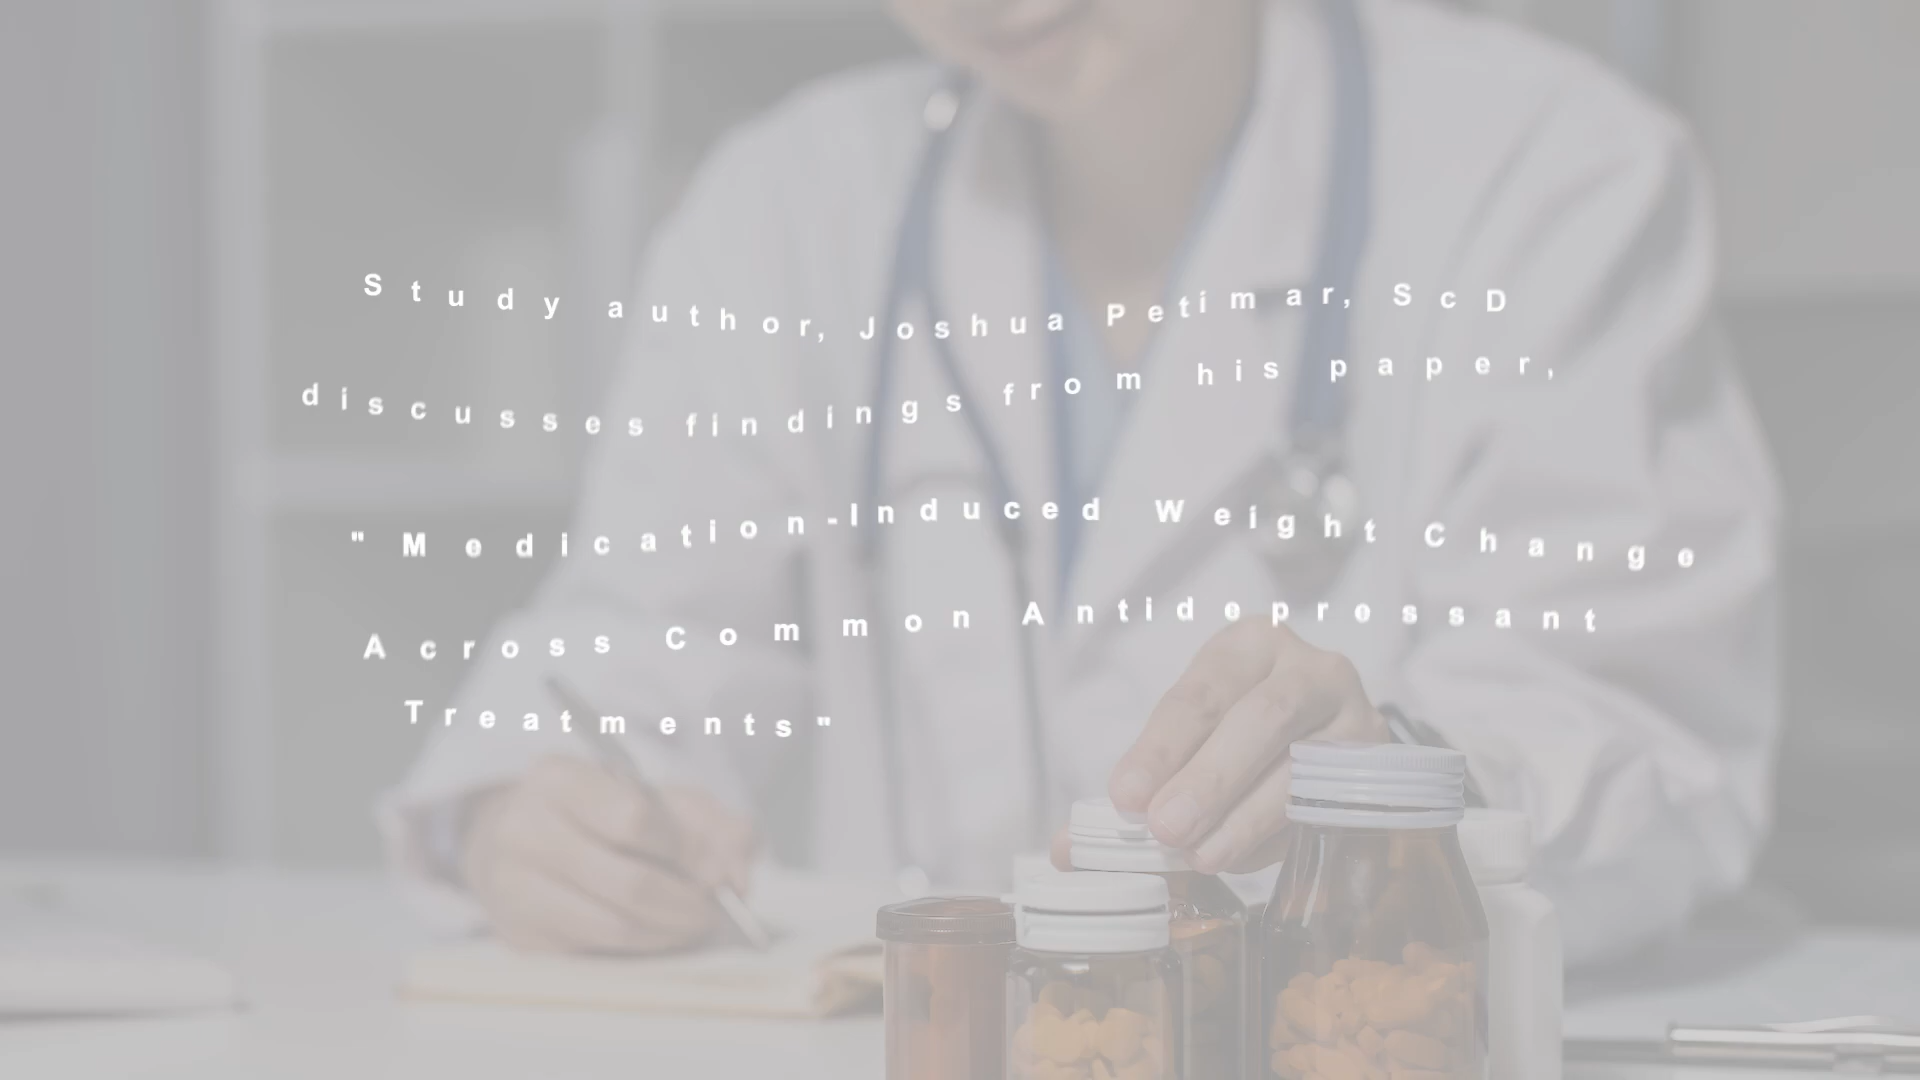 Study author, Joshua Petimar, ScD
discusses findings from his paper,
"Medication-Induced Weight Change
Across Common Antidepressant
Treatments"